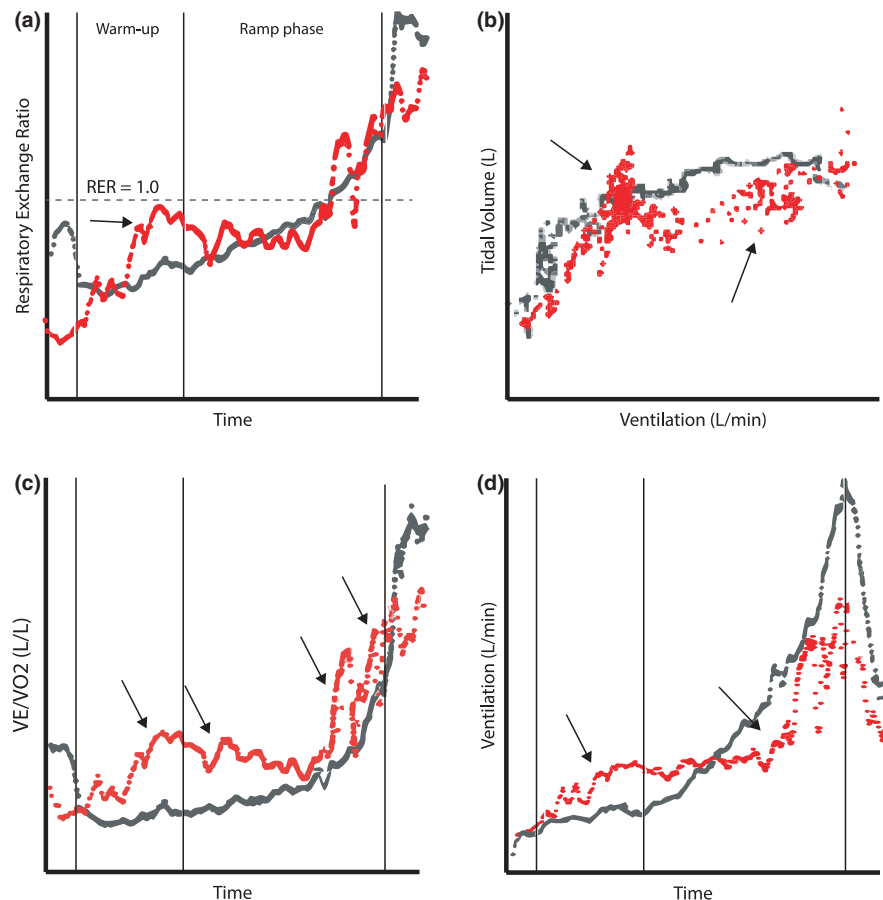 (a)
Warm-up
Ramp phase
RER = 1.0
Respiratory Exchange Ratio
Time
(b)
Tidal Volume (L)
Ventilation (L/min)
(c)
VE/VO2 (L/L)
Time
(d)
Ventilation (L/min)
Time